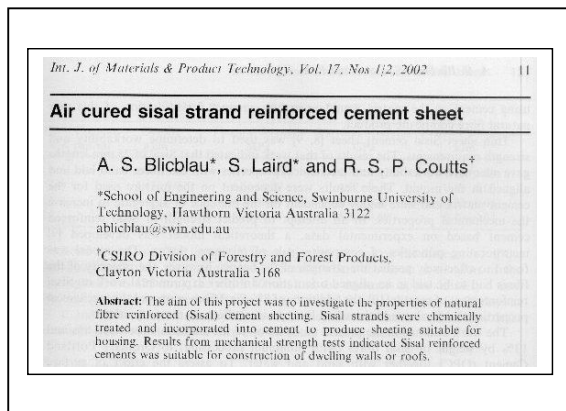 Int. J. of Materials & Product Technology, Vol. 17, Nos 1/2, 2002 11
Air cured sisal strand reinforced cement sheet
A. S. Blicblau*, S. Laird* and R. S. P. Coutts†
*School of Engineering and Science, Swinburne University of
Technology, Hawthorn Victoria Australia 3122
ablicblau@swin.edu.au
†CSIRO Division of Forestry and Forest Products.
Clayton Victoria Australia 3168
Abstract: The aim of this project was to investigate the properties of natural
fibre reinforced (Sisal) cement sheeting. Sisal strands were chemically
treated and incorporated into cement to produce sheeting suitable for
housing. Results from mechanical strength tests indicated Sisal reinforced
cements was suitable for construction of dwelling walls or roofs.